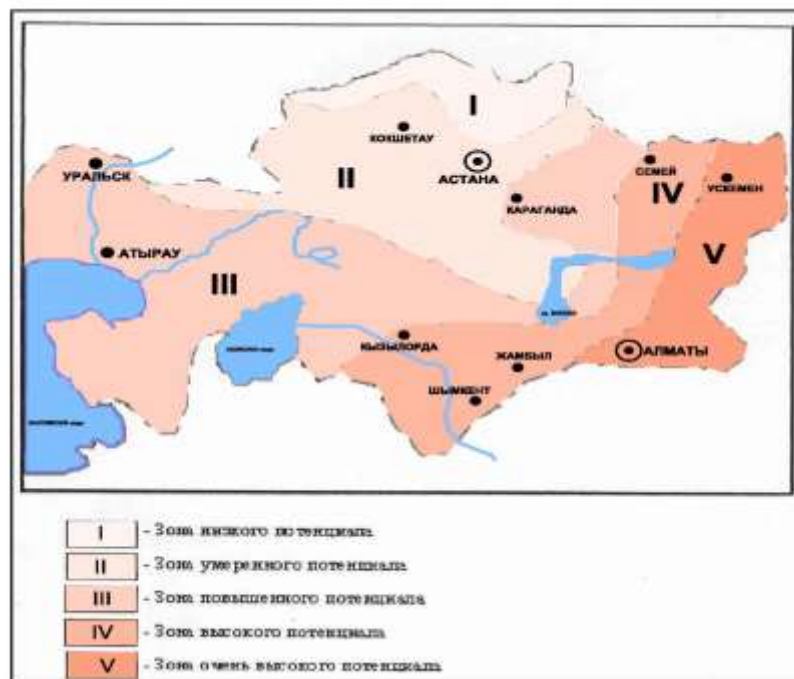 I
КОКШЕТАУ
II
АСТАНА
СЕМЕЙ
УРАЛЬСК
IV
УСКЕМЕН
КАРАГАНДА
V
АТЫРАУ
III
КЫЗЫЛОРДА
ЖАМБЫЛ
АЛМАТЫ
ШЫМКЕНТ
I - Зона низкого потенциала
II - Зона умеренного потенциала
III - Зона повышенного потенциала
IV - Зона высокого потенциала
V - Зона очень высокого потенциала